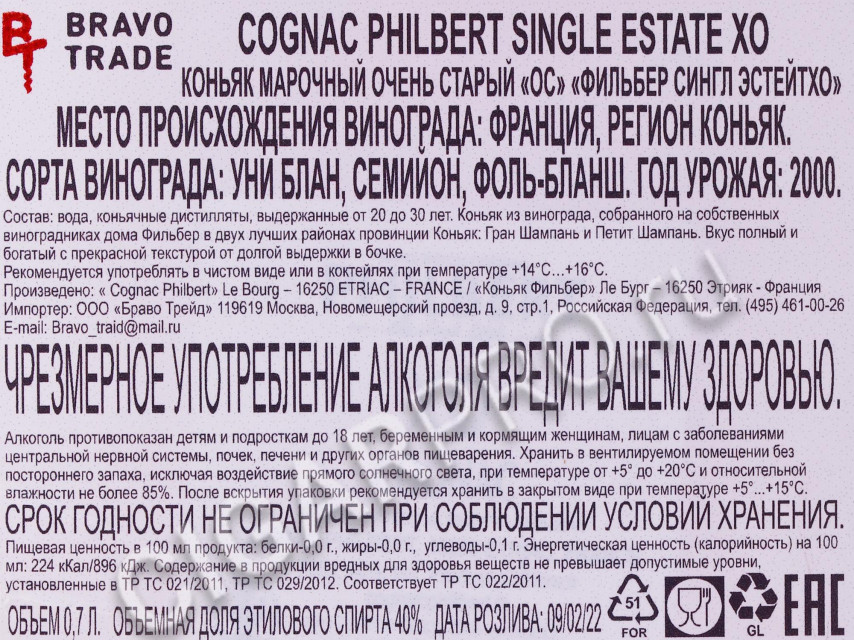 BRAVO
TRADE
COGNAC PHILBERT SINGLE ESTATE XO
КОНЬЯК МАРОЧНЫЙ ОЧЕНЬ СТАРЫЙ «ОС» «ФИЛЬБЕР СИНГЛ ЭСТЕЙТХО»
МЕСТО ПРОИСХОЖДЕНИЯ ВИНОГРАДА: ФРАНЦИЯ, РЕГИОН КОНЬЯК.
СОРТА ВИНОГРАДА: УНИ БЛАН, СЕМИЙОН, ФОЛЬ-БЛАНШ. ГОД УРОЖАЯ: 2000.
Состав: вода, коньячные дистилляты, выдержанные от 20 до 30 лет. Коньяк из винограда, собранного на собственных
виноградниках дома Фильбер в двух лучших районах провинции Коньяк: Гран Шампань и Петит Шампань. Вкус полный и
богатый с прекрасной текстурой от долгой выдержки в бочке.
Рекомендуется употреблять в чистом виде или в коктейлях при температуре +14°C...+16°C.
Произведено: « Cognac Philbert» Le Bourg – 16250 ETRIAC – FRANCE / «Коньяк Фильбер» Ле Бург – 16250 Этрияк - Франция
Импортер: ООО «Браво Трейд» 119619 Москва, Новомещерский проезд, д. 9, стр.1, Российская Федерация, тел. (495) 461-00-26
E-mail: Bravo_traid@mail.ru
ЧРЕЗМЕРНОЕ УПОТРЕБЛЕНИЕ АЛКОГОЛЯ ВРЕДИТ ВАШЕМУ ЗДОРОВЬЮ.
Алкоголь противопоказан детям и подросткам до 18 лет, беременным и кормящим женщинам, лицам с заболеваниями
центральной нервной системы, почек, печени и других органов пищеварения. Хранить в вентилируемом помещении без
постороннего запаха, исключая воздействие прямого солнечного света, при температуре от +5° до +20°C и относительной
влажности не более 85%. После вскрытия упаковки рекомендуется хранить в закрытом виде при температуре +5°...+15°C.
СРОК ГОДНОСТИ НЕ ОГРАНИЧЕН ПРИ СОБЛЮДЕНИИ УСЛОВИЙ ХРАНЕНИЯ.
Пищевая ценность в 100 мл продукта: белки-0,0 г., жиры-0,0 г., углеводы-0,1 г. Энергетическая ценность (калорийность) на 100
мл: 224 кКал/896 кДж. Содержание в продукции вредных для здоровья веществ не превышает допустимые уровни,
установленные в ТР ТС 021/2011, ТР ТС 029/2012. Соответствует ТР ТС 022/2011.
ОБЪЕМ 0,7 Л. ОБЪЕМНАЯ ДОЛЯ ЭТИЛОВОГО СПИРТА 40% ДАТА РОЗЛИВА: 09/02/22
51
FOR
GL
EAC
CIGARPRO.ru